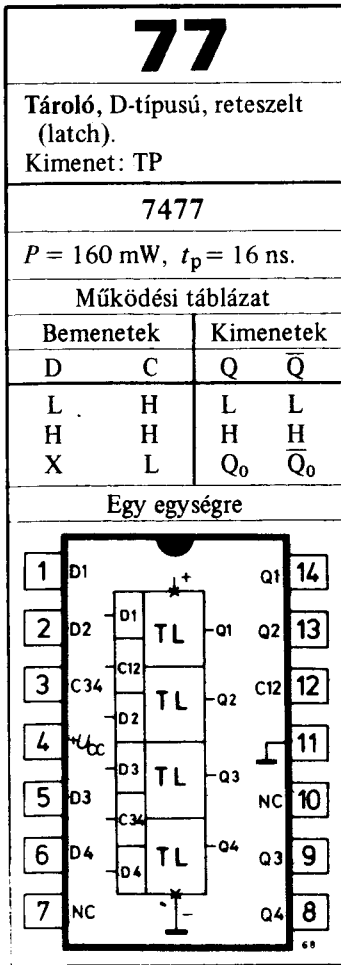 77
Tároló, D-típusú, reteszelt
(latch).
Kimenet: TP
7477
P = 160 mW, tp = 16 ns.
Működési táblázat
Bemenetek Kimenetek
D C Q Q̅
L H L L
H H H H
X L Q₀ Q̅₀
Egy egységre
1 D1 + Q1 14
D1 TL Q1
2 D2 Q2 13
C12
3 C34 D2 TL Q2 C12 12
4 +UCC D3 TL Q3 11
5 D3 NC 10
C34
6 D4 D4 TL Q4 Q3 9
7 NC - Q4 8
68